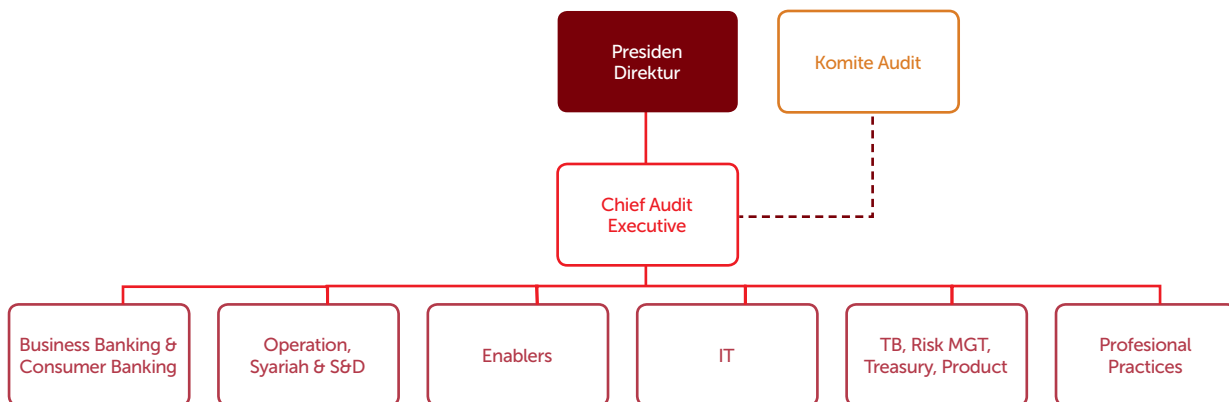 Presiden
Direktur
Komite Audit
Chief Audit
Executive
Business Banking &
Consumer Banking
Operation,
Syariah & S&D
Enablers
IT
TB, Risk MGT,
Treasury, Product
Profesional
Practices